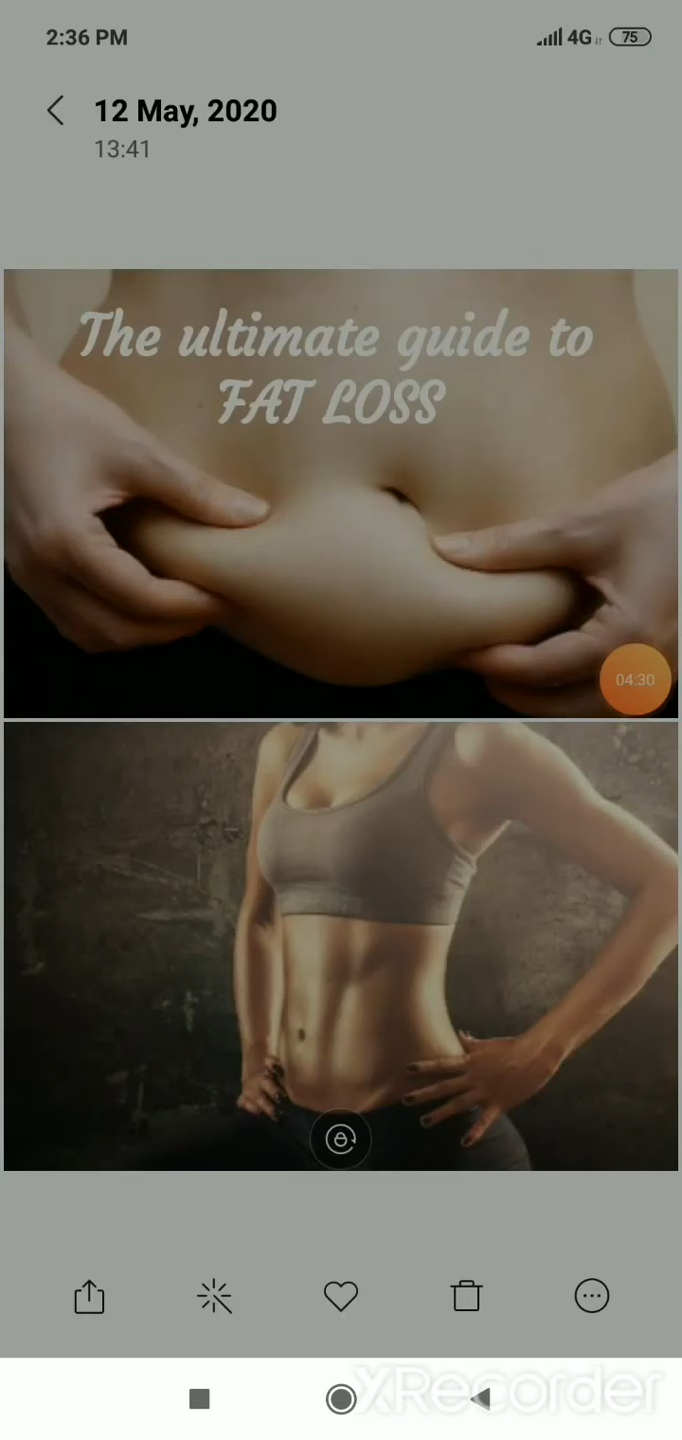 2:36 PM
4G
75
12 May, 2020
13:41
The ultimate guide to
FAT LOSS
04:30
XRecorder